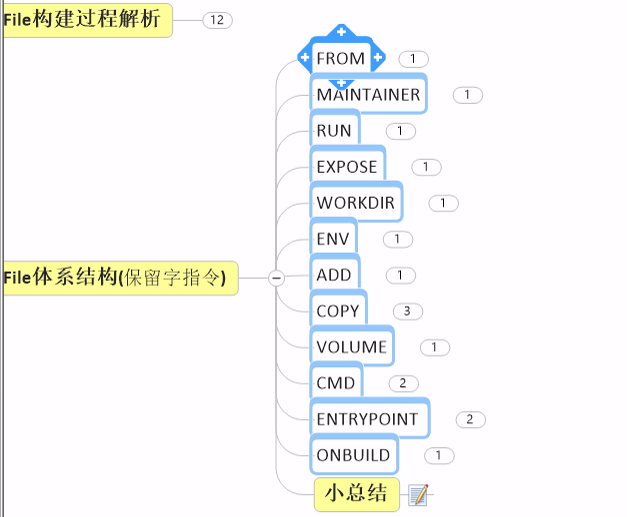 File构建过程解析 12
FROM 1
MAINTAINER 1
RUN 1
EXPOSE 1
WORKDIR 1
ENV 1
File体系结构(保留字指令)
ADD 1
COPY 3
VOLUME 1
CMD 2
ENTRYPOINT 2
ONBUILD 1
小总结